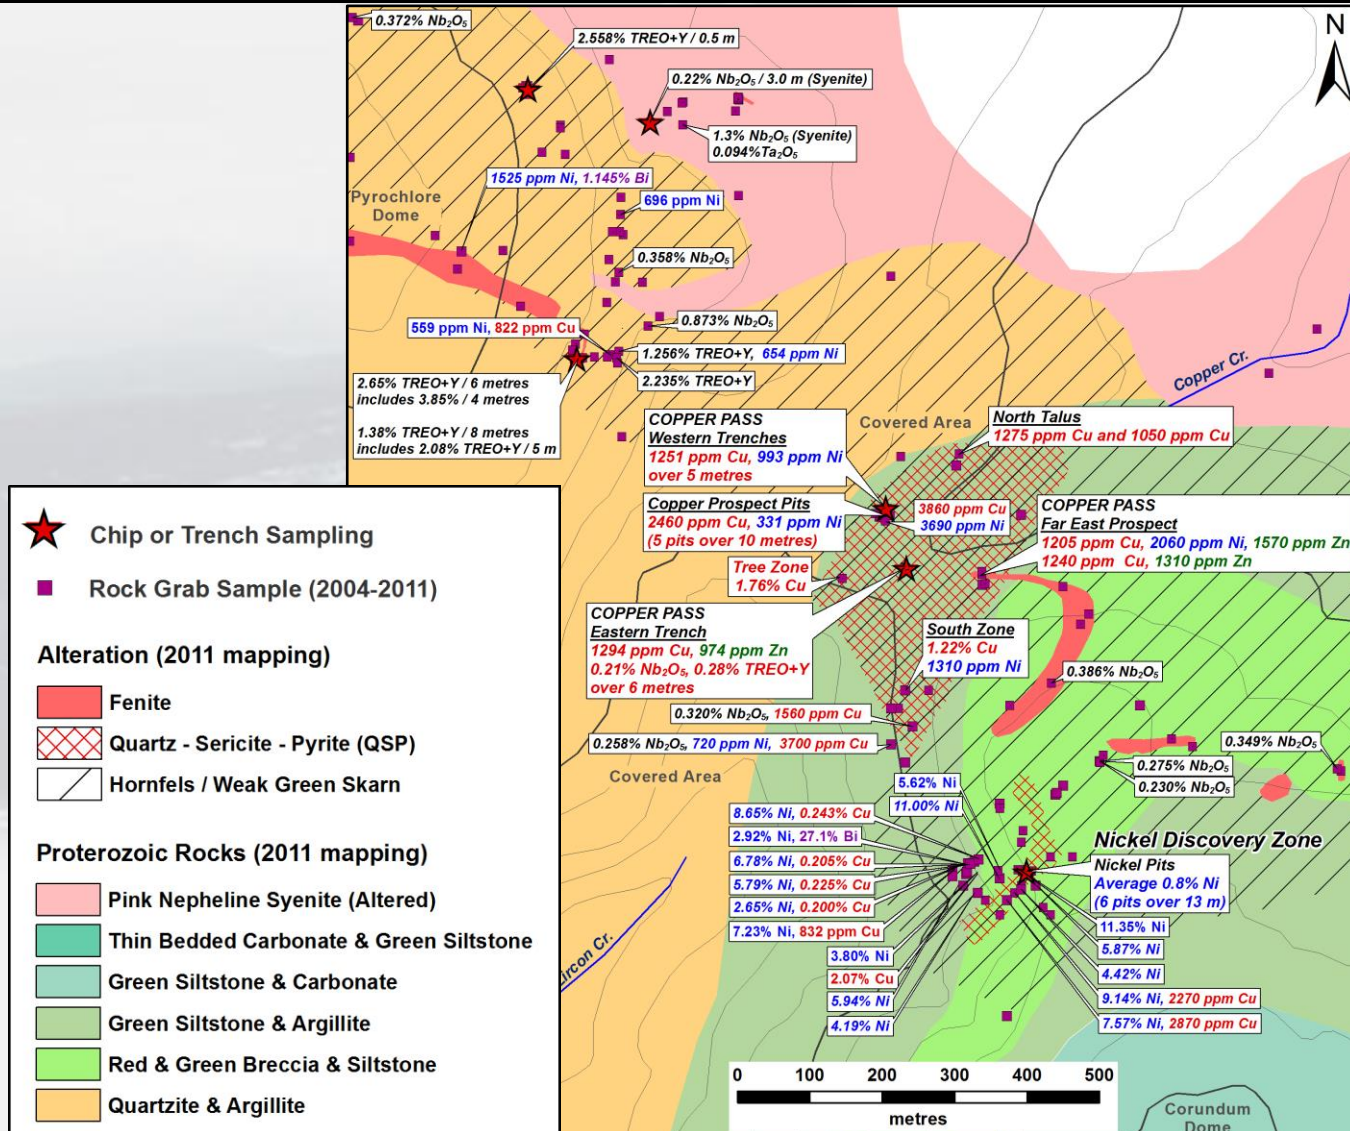 0.372% Nb₂O₅
2.558% TREO+Y / 0.5 m
N
0.22% Nb₂O₅ / 3.0 m (Syenite)
1.3% Nb₂O₅ (Syenite)
0.094%Ta₂O₅
1525 ppm Ni, 1.145% Bi
Pyrochlore
Dome
696 ppm Ni
0.358% Nb₂O₅
0.873% Nb₂O₅
559 ppm Ni, 822 ppm Cu
1.256% TREO+Y, 654 ppm Ni
2.235% TREO+Y
2.65% TREO+Y / 6 metres
includes 3.85% / 4 metres
1.38% TREO+Y / 8 metres
includes 2.08% TREO+Y / 5 m
Copper Cr.
Covered Area
North Talus
1275 ppm Cu and 1050 ppm Cu
COPPER PASS
Western Trenches
1251 ppm Cu, 993 ppm Ni
over 5 metres
Copper Prospect Pits
2460 ppm Cu, 331 ppm Ni
(5 pits over 10 metres)
3860 ppm Cu
3690 ppm Ni
COPPER PASS
Far East Prospect
1205 ppm Cu, 2060 ppm Ni, 1570 ppm Zn
1240 ppm Cu, 1310 ppm Zn
Tree Zone
1.76% Cu
COPPER PASS
Eastern Trench
1294 ppm Cu, 974 ppm Zn
0.21% Nb₂O₅, 0.28% TREO+Y
over 6 metres
South Zone
1.22% Cu
1310 ppm Ni
0.386% Nb₂O₅
0.320% Nb₂O₅, 1560 ppm Cu
0.258% Nb₂O₅, 720 ppm Ni, 3700 ppm Cu
0.349% Nb₂O₅
0.275% Nb₂O₅
0.230% Nb₂O₅
Covered Area
5.62% Ni
11.00% Ni
8.65% Ni, 0.243% Cu
2.92% Ni, 27.1% Bi
6.78% Ni, 0.205% Cu
5.79% Ni, 0.225% Cu
2.65% Ni, 0.200% Cu
7.23% Ni, 832 ppm Cu
3.80% Ni
2.07% Cu
5.94% Ni
4.19% Ni
Nickel Discovery Zone
Nickel Pits
Average 0.8% Ni
(6 pits over 13 m)
11.35% Ni
5.87% Ni
4.42% Ni
9.14% Ni, 2270 ppm Cu
7.57% Ni, 2870 ppm Cu
Cr.
0 100 200 300 400 500
metres
Corundum
Dome
Chip or Trench Sampling
Rock Grab Sample (2004-2011)
Alteration (2011 mapping)
Fenite
Quartz - Sericite - Pyrite (QSP)
Hornfels / Weak Green Skarn
Proterozoic Rocks (2011 mapping)
Pink Nepheline Syenite (Altered)
Thin Bedded Carbonate & Green Siltstone
Green Siltstone & Carbonate
Green Siltstone & Argillite
Red & Green Breccia & Siltstone
Quartzite & Argillite